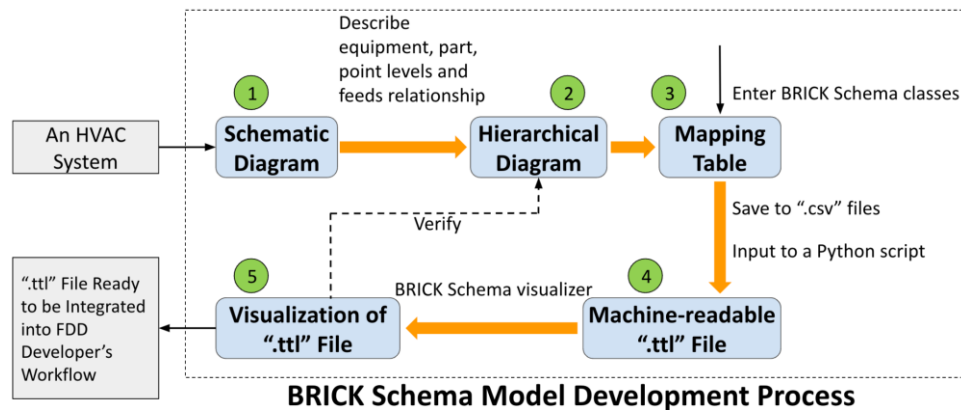 Describe
equipment, part,
point levels and
feeds relationship
1
2
3
Enter BRICK Schema classes
An HVAC
System
Schematic
Diagram
Hierarchical
Diagram
Mapping
Table
Verify
Save to “.csv” files
Input to a Python script
“.ttl” File Ready
to be Integrated
into FDD
Developer’s
Workflow
5
BRICK Schema visualizer
4
Visualization of
“.ttl” File
Machine-readable
“.ttl” File
BRICK Schema Model Development Process